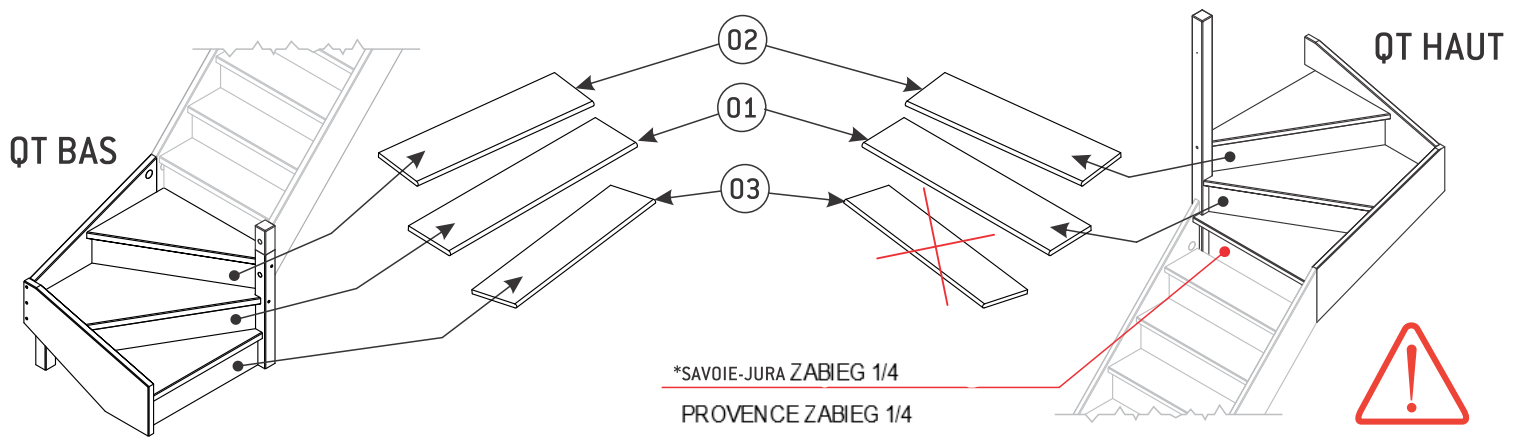 QT BAS
02
01
03
QT HAUT
*SAVOIE-JURA ZABIEG 1/4
PROVENCE ZABIEG 1/4